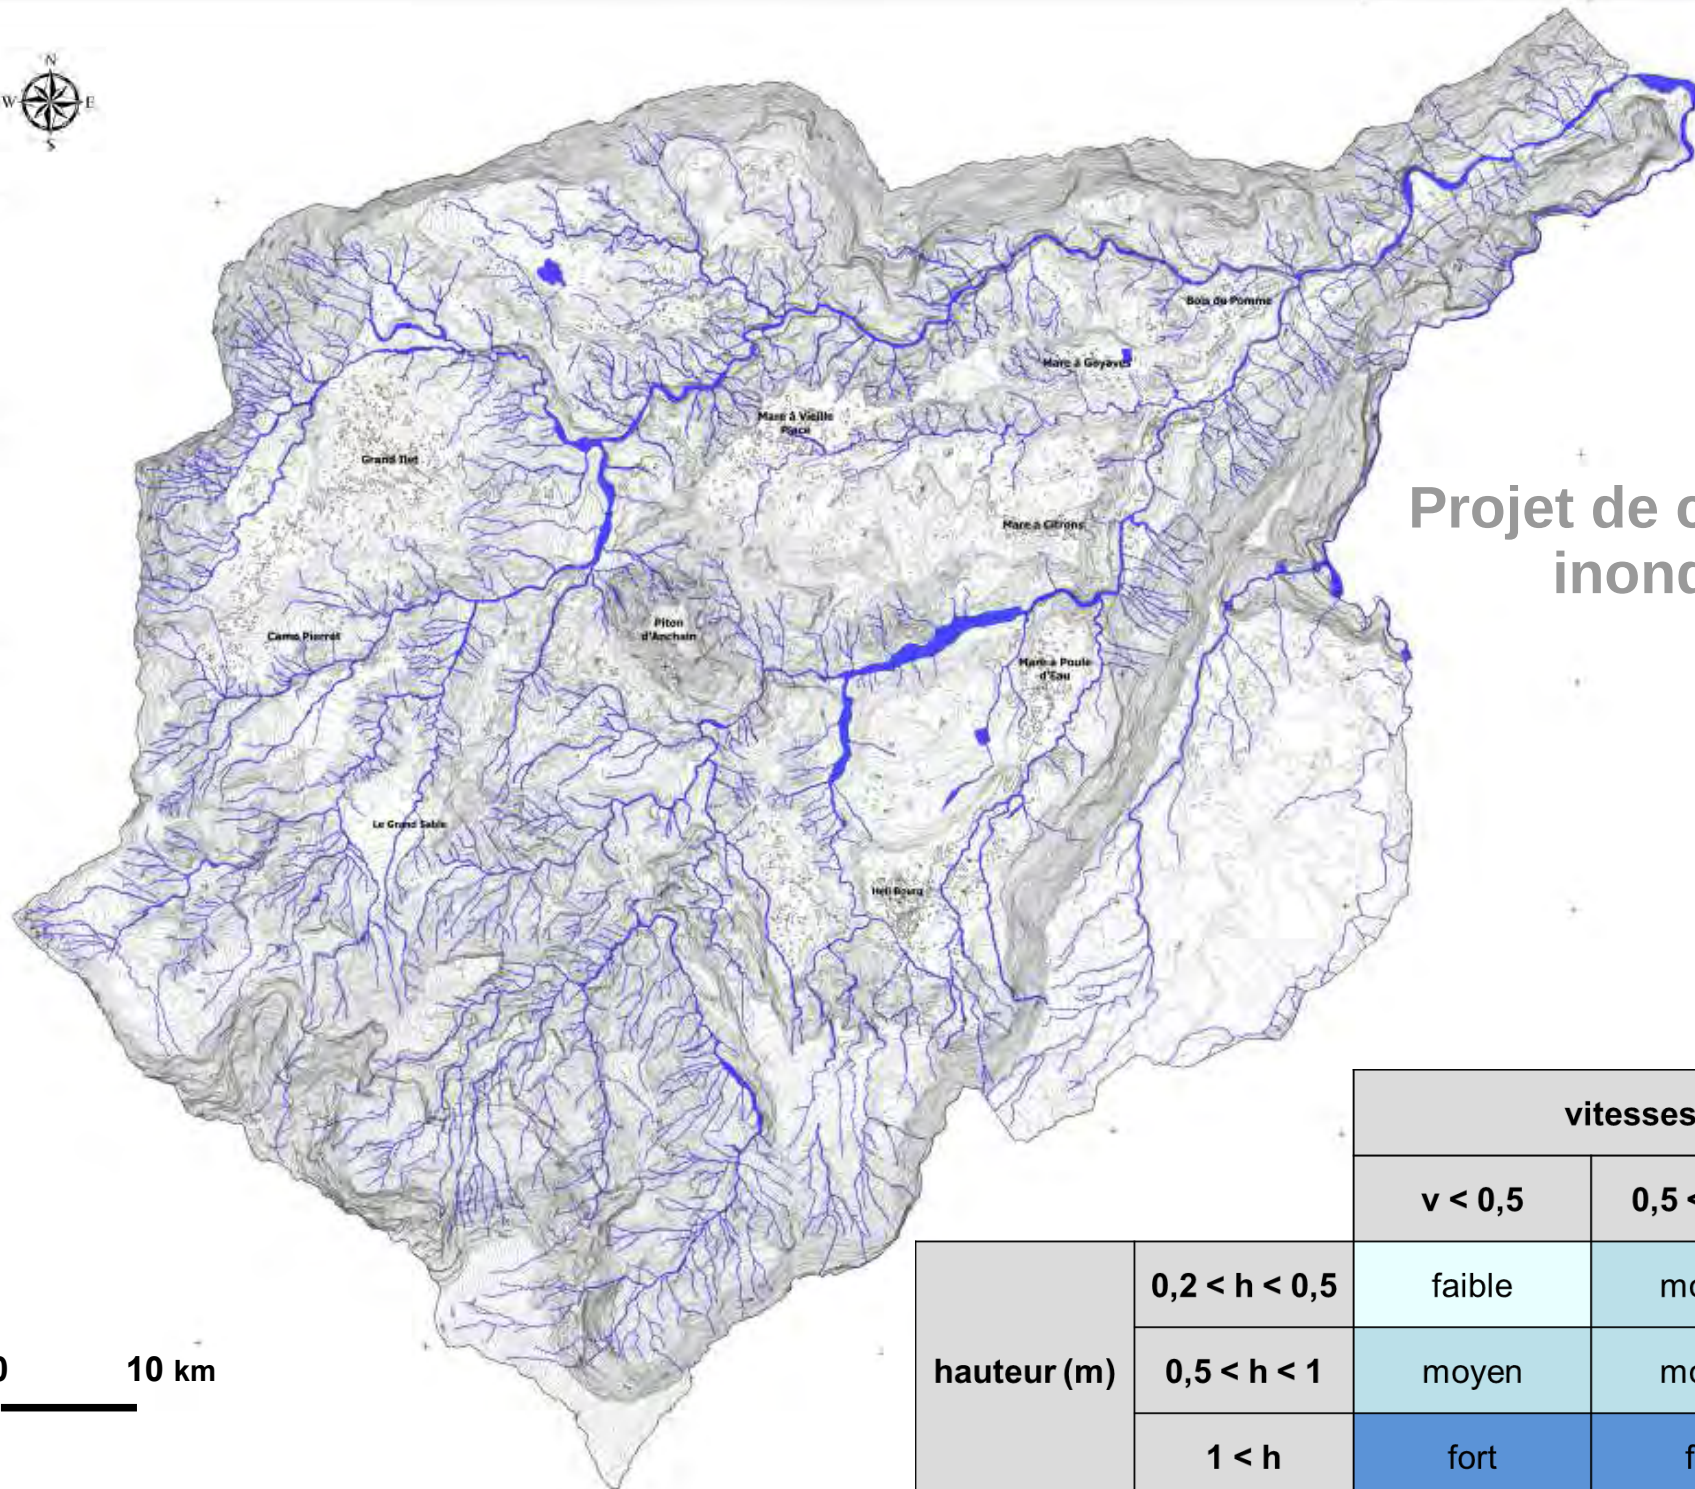 N
W E
S
Bois de Pomme
Mare à Goyaves
Mare à Vieille
Place
Grand Ilet
Projet de c
inond
Mare à Citrons
Piton
d'Anchain
Camp Pierrot
Mare à Poule
d'Eau
Le Grand Sable
Hell Bourg
vitesses
v < 0,5 0,5 <
0,2 < h < 0,5 faible mo
0 10 km
hauteur (m) 0,5 < h < 1 moyen mo
1 < h fort f